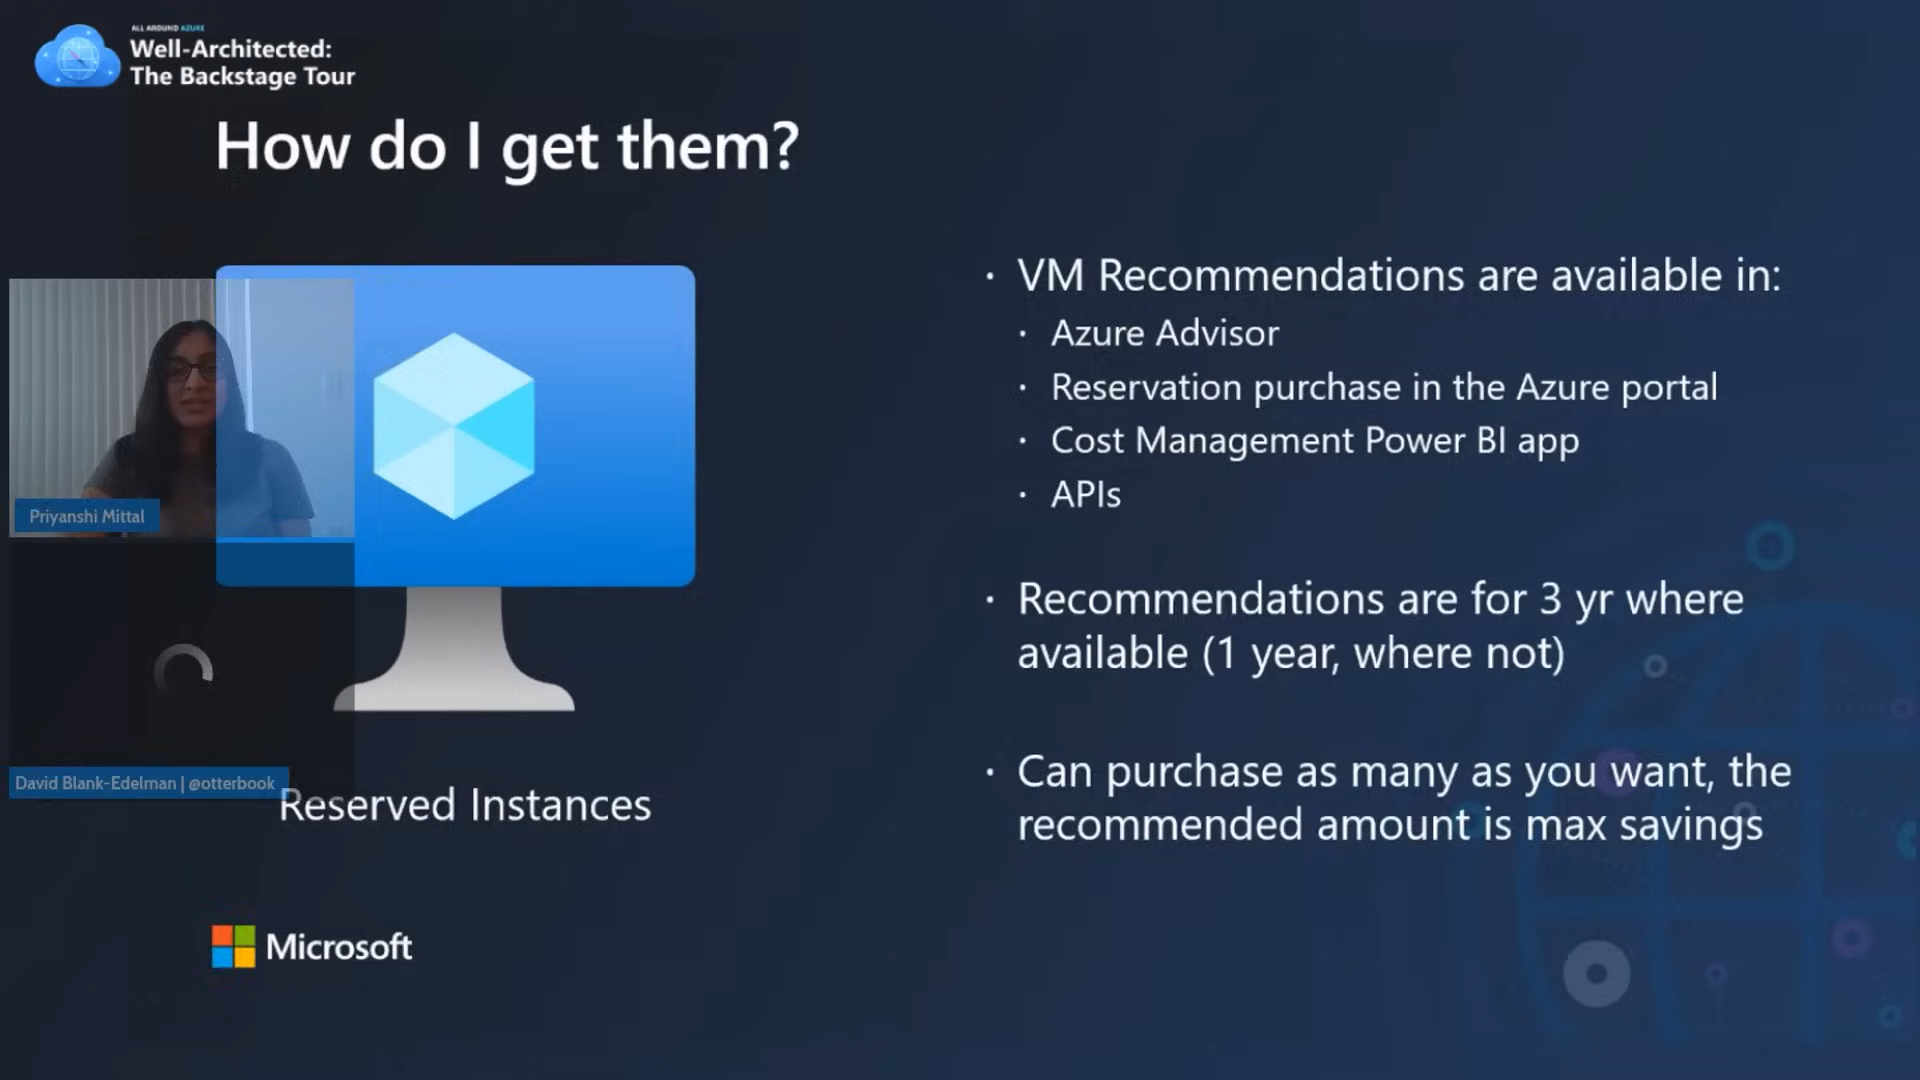 ALL AROUND AZURE
Well-Architected:
The Backstage Tour
How do I get them?
Priyanshi Mittal
David Blank-Edelman | @otterbook
Reserved Instances
Microsoft
· VM Recommendations are available in:
· Azure Advisor
· Reservation purchase in the Azure portal
· Cost Management Power BI app
· APIs
· Recommendations are for 3 yr where
available (1 year, where not)
· Can purchase as many as you want, the
recommended amount is max savings